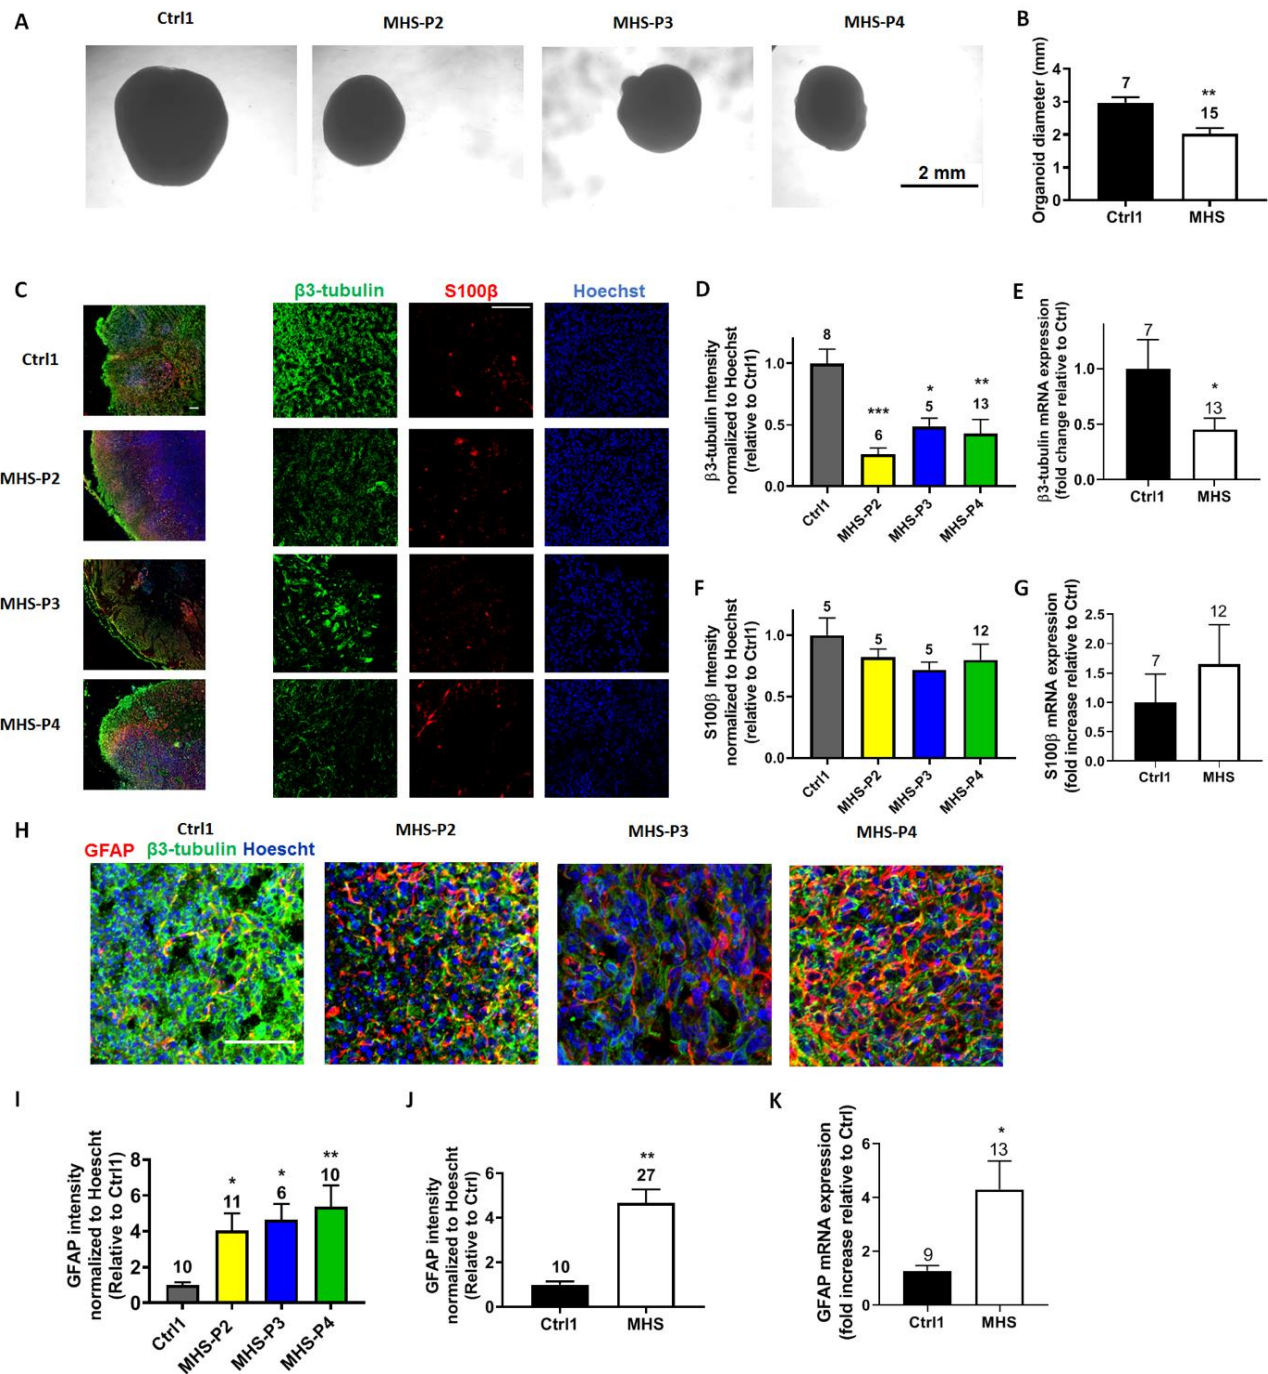 A
Ctrl1
MHS-P2
MHS-P3
MHS-P4
2 mm
B
Organoid diameter (mm)
4
3
2
1
0
7
**
15
Ctrl1
MHS
C
β3-tubulin
S100β
Hoechst
Ctrl1
MHS-P2
MHS-P3
MHS-P4
D
β3-tubulin Intensity
normalized to Hoechst
(relative to Ctrl1)
1.0
0.5
0.0
8
***
6
*
5
**
13
Ctrl1
MHS-P2
MHS-P3
MHS-P4
E
β3-tubulin mRNA expression
(fold change relative to Ctrl)
1.0
0.5
0.0
7
*
13
Ctrl1
MHS
F
S100β Intensity
normalized to Hoechst
(relative to Ctrl1)
1.0
0.5
0.0
5
5
5
12
Ctrl1
MHS-P2
MHS-P3
MHS-P4
G
S100β mRNA expression
(fold increase relative to Ctrl)
2.5
2.0
1.5
1.0
0.5
0.0
7
12
Ctrl1
MHS
H
Ctrl1
MHS-P2
MHS-P3
MHS-P4
GFAP β3-tubulin Hoescht
I
GFAP intensity
normalized to Hoescht
(Relative to Ctrl1)
8
6
4
2
0
10
*
11
*
6
**
10
Ctrl1
MHS-P2
MHS-P3
MHS-P4
J
GFAP intensity
normalized to Hoescht
(Relative to Ctrl)
6
4
2
0
10
**
27
Ctrl1
MHS
K
GFAP mRNA expression
(fold increase relative to Ctrl)
6
4
2
0
9
*
13
Ctrl1
MHS